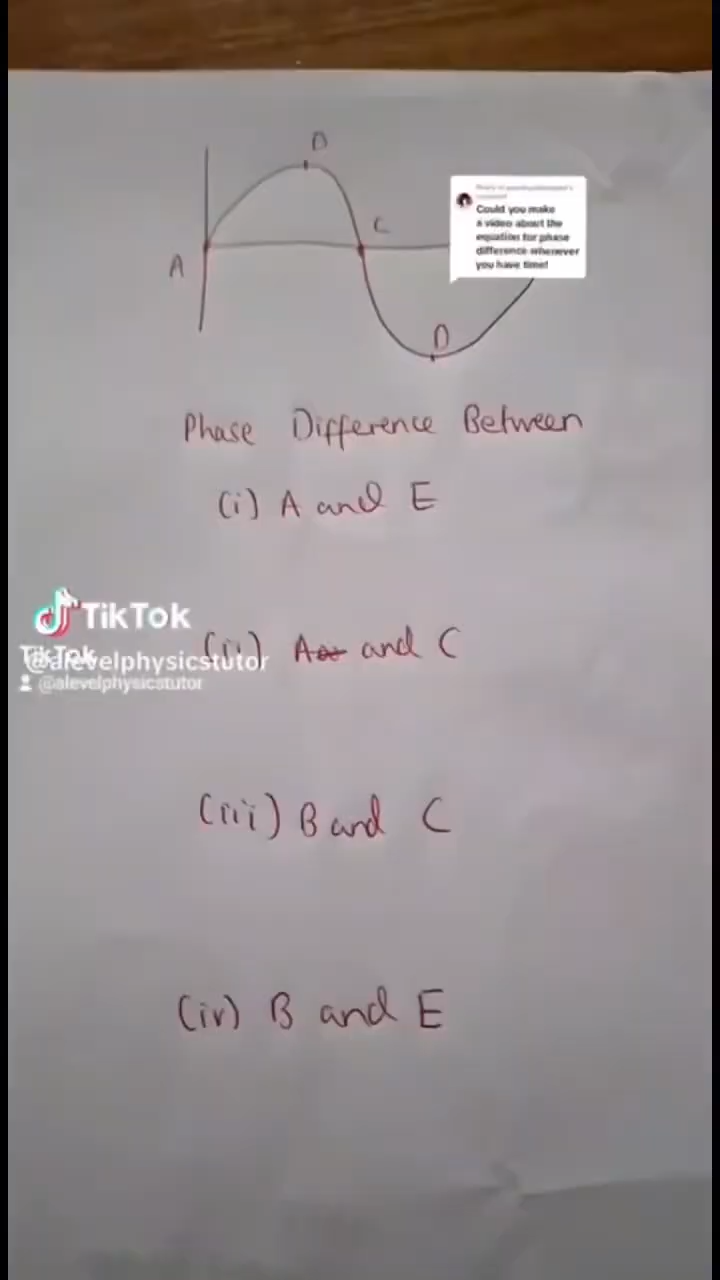 B
C
A
D
Could you make
a video about the
equation for phase
difference whenever
you have time!
Phase Difference Between
(i) A and E
TikTok
(ii) A and C
TikTok
@alevelphysicstutor
@alevelphysicstutor
(iii) B and C
(iv) B and E